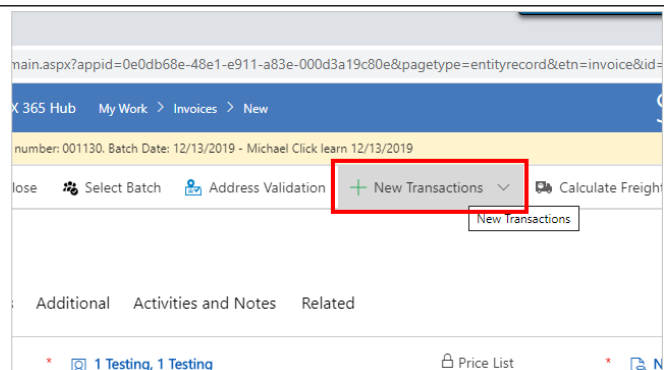 main.aspx?appid=0e0db68e-48e1-e911-a83e-000d3a19c80e&pagetype=entityrecord&etn=invoice&id=
X 365 Hub My Work > Invoices > New
number: 001130. Batch Date: 12/13/2019 - Michael Click learn 12/13/2019
lose Select Batch Address Validation + New Transactions Calculate Freight
New Transactions
Additional Activities and Notes Related
* 1 Testing, 1 Testing Price List * N